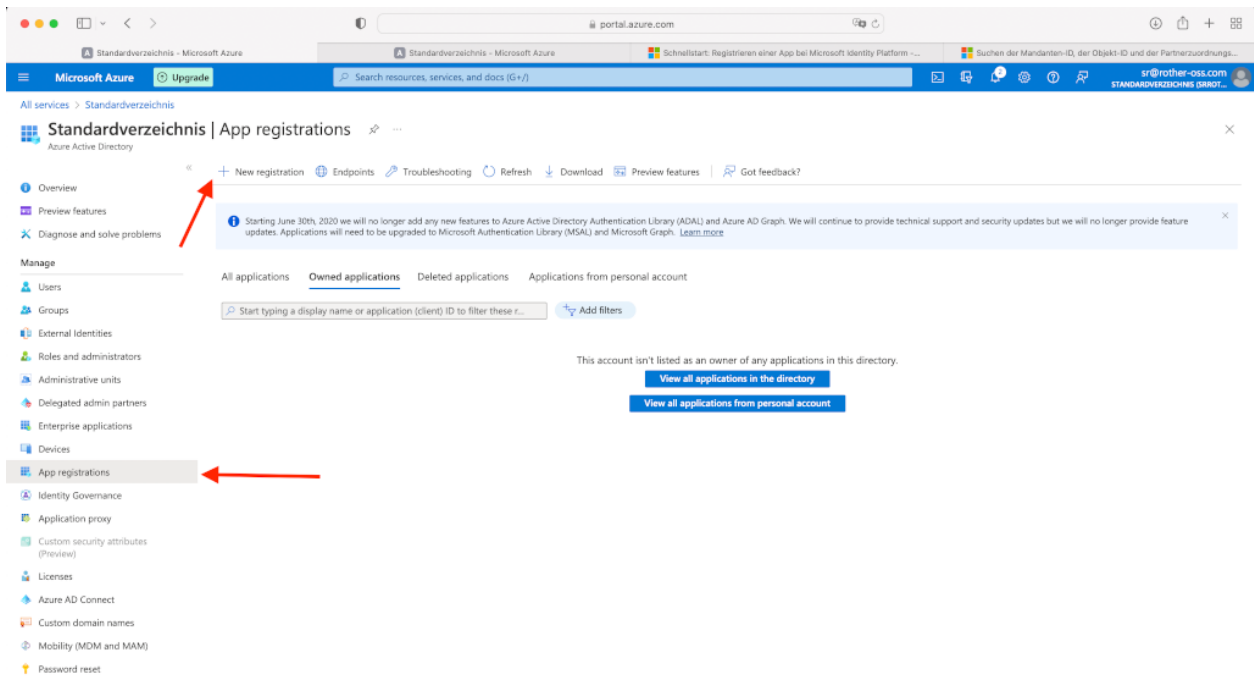 portal.azure.com
Standardverzeichnis – Microsoft Azure
Standardverzeichnis – Microsoft Azure
Schnellstart: Registrieren einer App bei Microsoft Identity Platform –...
Suchen der Mandanten-ID, der Objekt-ID und der Partnerzuordnungs...
Microsoft Azure
Upgrade
Search resources, services, and docs (G+/)
2
sr@rother-oss.com
STANDARDVERZEICHNIS (SRROT...
All services > Standardverzeichnis
Standardverzeichnis | App registrations
Azure Active Directory
New registration
Endpoints
Troubleshooting
Refresh
Download
Preview features
Got feedback?
Overview
Preview features
Diagnose and solve problems
Manage
Users
Groups
External Identities
Roles and administrators
Administrative units
Delegated admin partners
Enterprise applications
Devices
App registrations
Identity Governance
Application proxy
Custom security attributes
(Preview)
Licenses
Azure AD Connect
Custom domain names
Mobility (MDM and MAM)
Password reset
Starting June 30th, 2020 we will no longer add any new features to Azure Active Directory Authentication Library (ADAL) and Azure AD Graph. We will continue to provide technical support and security updates but we will no longer provide feature
updates. Applications will need to be upgraded to Microsoft Authentication Library (MSAL) and Microsoft Graph. Learn more
All applications
Owned applications
Deleted applications
Applications from personal account
Start typing a display name or application (client) ID to filter these r...
Add filters
This account isn't listed as an owner of any applications in this directory.
View all applications in the directory
View all applications from personal account